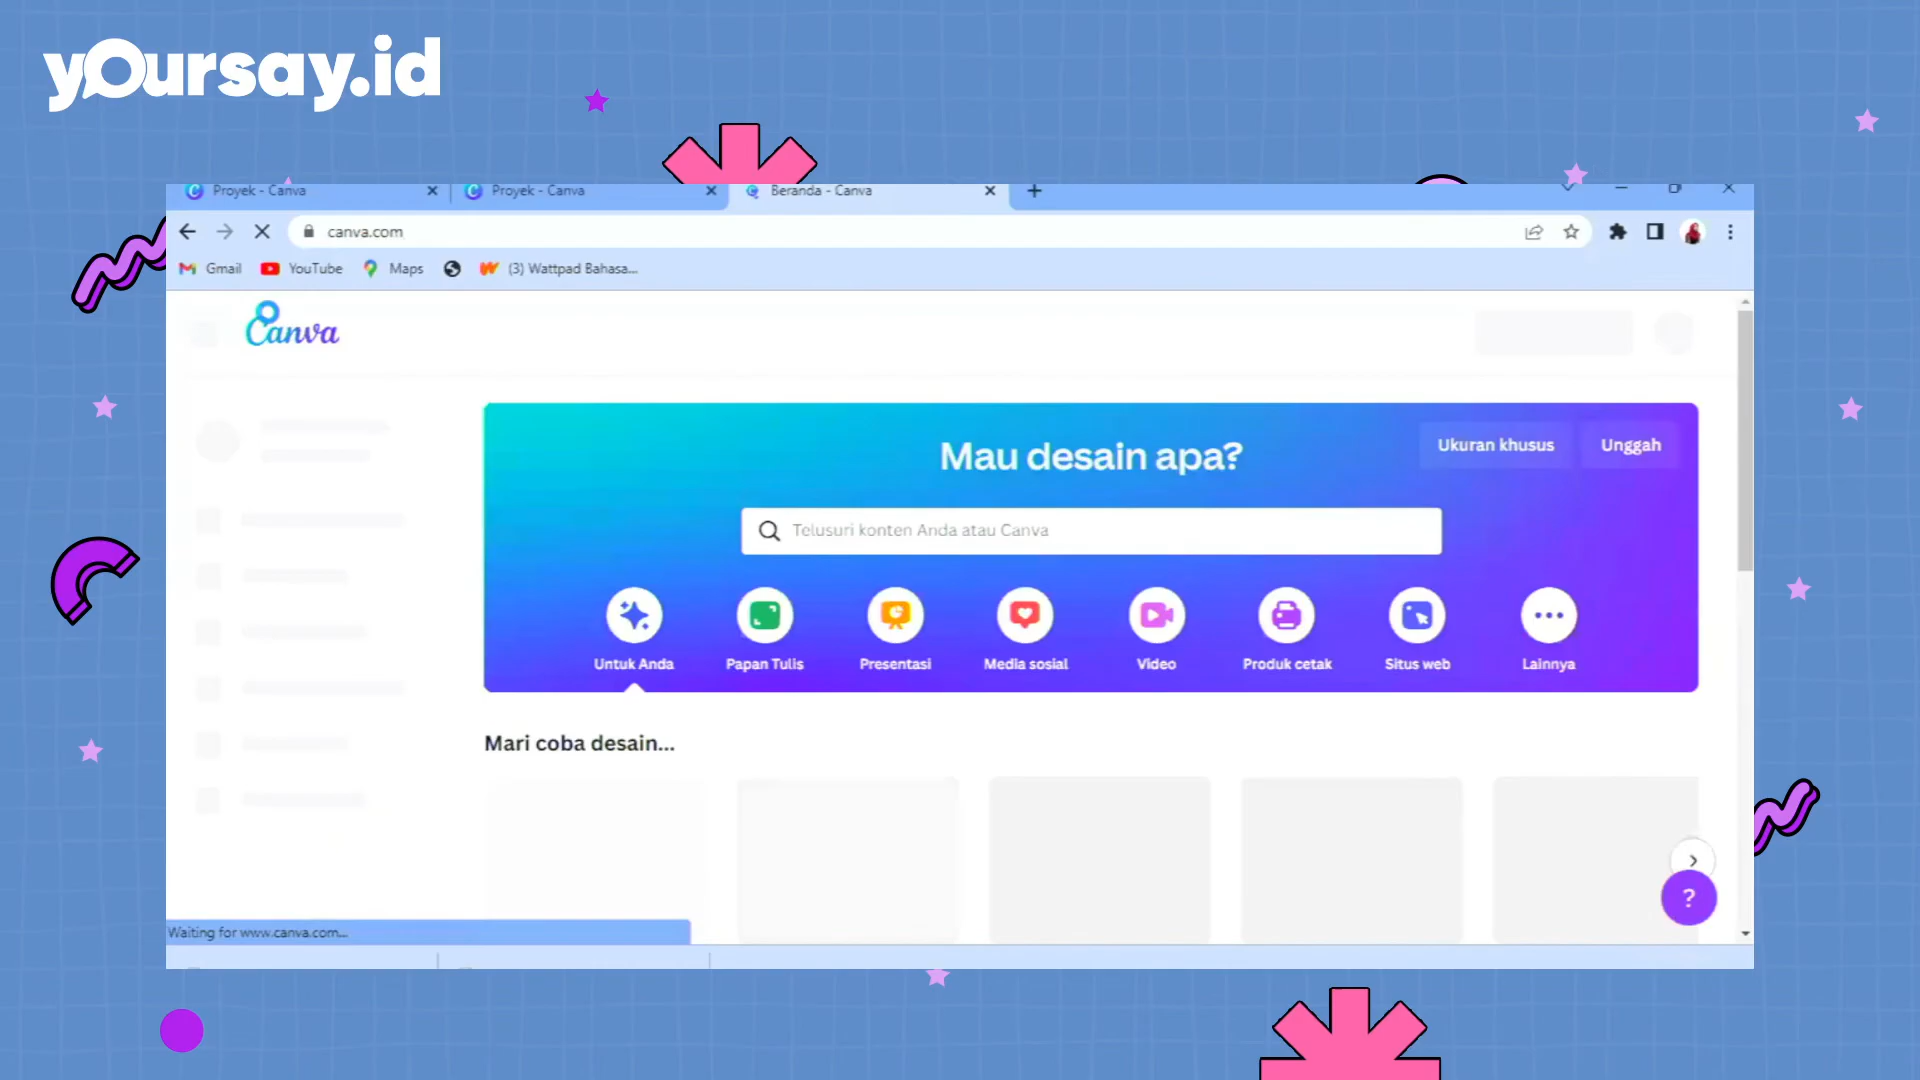 yoursay.id
Proyek - Canva
Proyek - Canva
Beranda - Canva
canva.com
Gmail
YouTube
Maps
(3) Wattpad Bahasa...
Canva
Mau desain apa?
Ukuran khusus
Unggah
Telusuri konten Anda atau Canva
Untuk Anda
Papan Tulis
Presentasi
Media sosial
Video
Produk cetak
Situs web
Lainnya
Mari coba desain...
?
Waiting for www.canva.com...